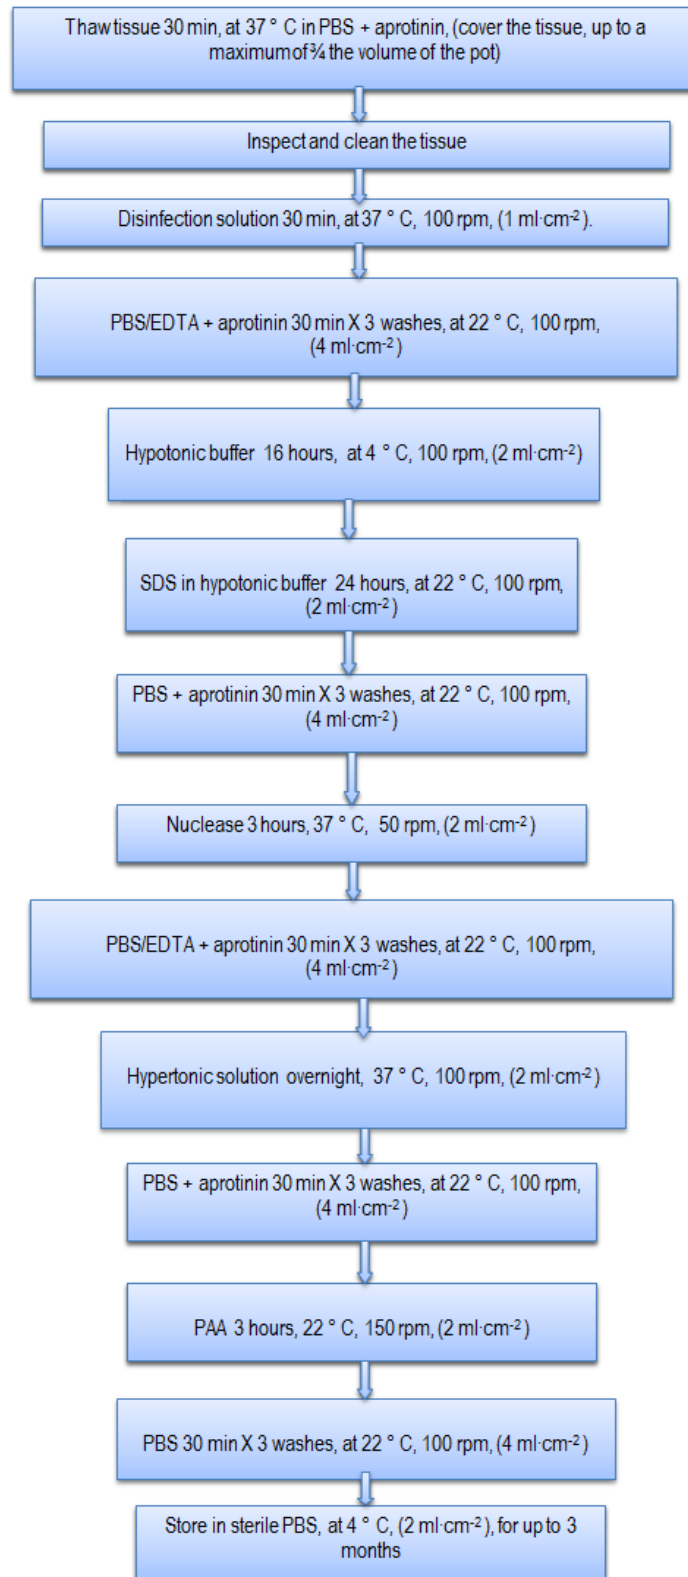 Thaw tissue 30 min, at 37 ° C in PBS + aprotinin, (cover the tissue, up to a
maximum of ¾ the volume of the pot)
Inspect and clean the tissue
Disinfection solution 30 min, at 37 ° C, 100 rpm, (1 ml·cm⁻²).
PBS/EDTA + aprotinin 30 min X 3 washes, at 22 ° C, 100 rpm,
(4 ml·cm⁻²)
Hypotonic buffer 16 hours, at 4 ° C, 100 rpm, (2 ml·cm⁻²)
SDS in hypotonic buffer 24 hours, at 22 ° C, 100 rpm,
(2 ml·cm⁻²)
PBS + aprotinin 30 min X 3 washes, at 22 ° C, 100 rpm,
(4 ml·cm⁻²)
Nuclease 3 hours, 37 ° C, 50 rpm, (2 ml·cm⁻²)
PBS/EDTA + aprotinin 30 min X 3 washes, at 22 ° C, 100 rpm,
(4 ml·cm⁻²)
Hypertonic solution overnight, 37 ° C, 100 rpm, (2 ml·cm⁻²)
PBS + aprotinin 30 min X 3 washes, at 22 ° C, 100 rpm,
(4 ml·cm⁻²)
PAA 3 hours, 22 ° C, 150 rpm, (2 ml·cm⁻²)
PBS 30 min X 3 washes, at 22 ° C, 100 rpm, (4 ml·cm⁻²)
Store in sterile PBS, at 4 ° C, (2 ml·cm⁻²), for up to 3
months